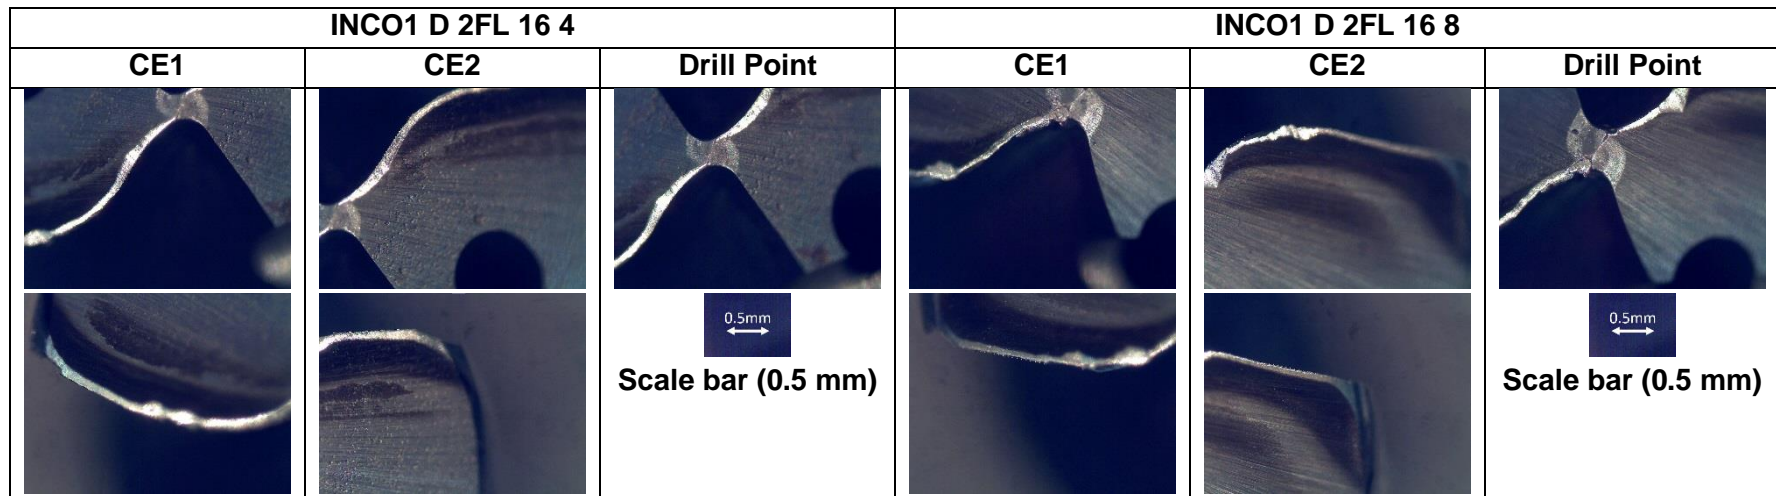 INCO1 D 2FL 16 4
INCO1 D 2FL 16 8
CE1
CE2
Drill Point
CE1
CE2
Drill Point
0.5mm
0.5mm
Scale bar (0.5 mm)
Scale bar (0.5 mm)